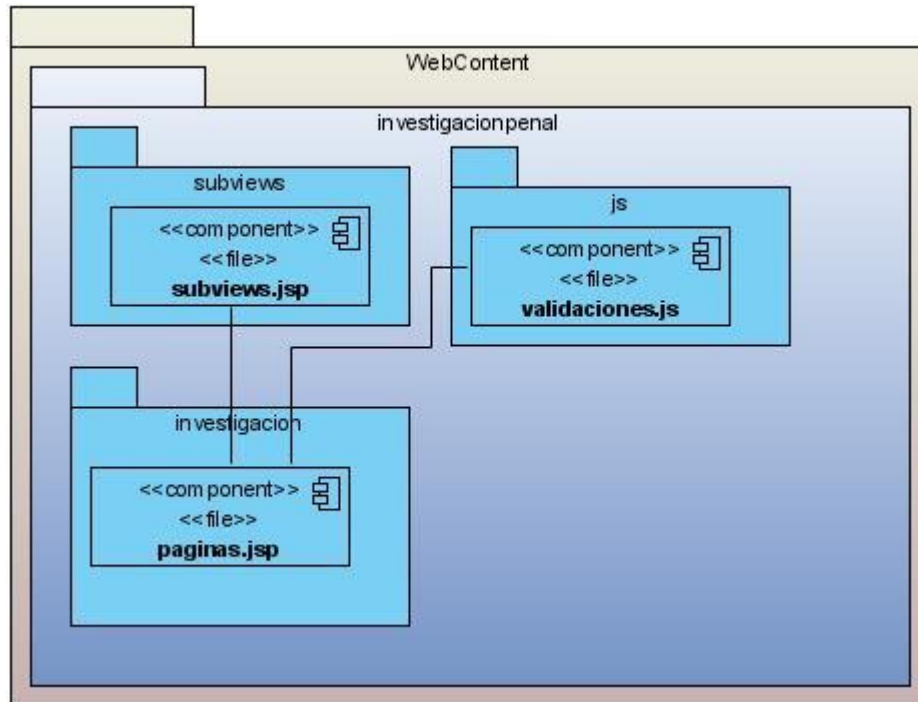 WebContent
investigacionpenal
subviews
<<component>>
<<file>>
subviews.jsp
js
<<component>>
<<file>>
validaciones.js
investigacion
<<component>>
<<file>>
paginas.jsp